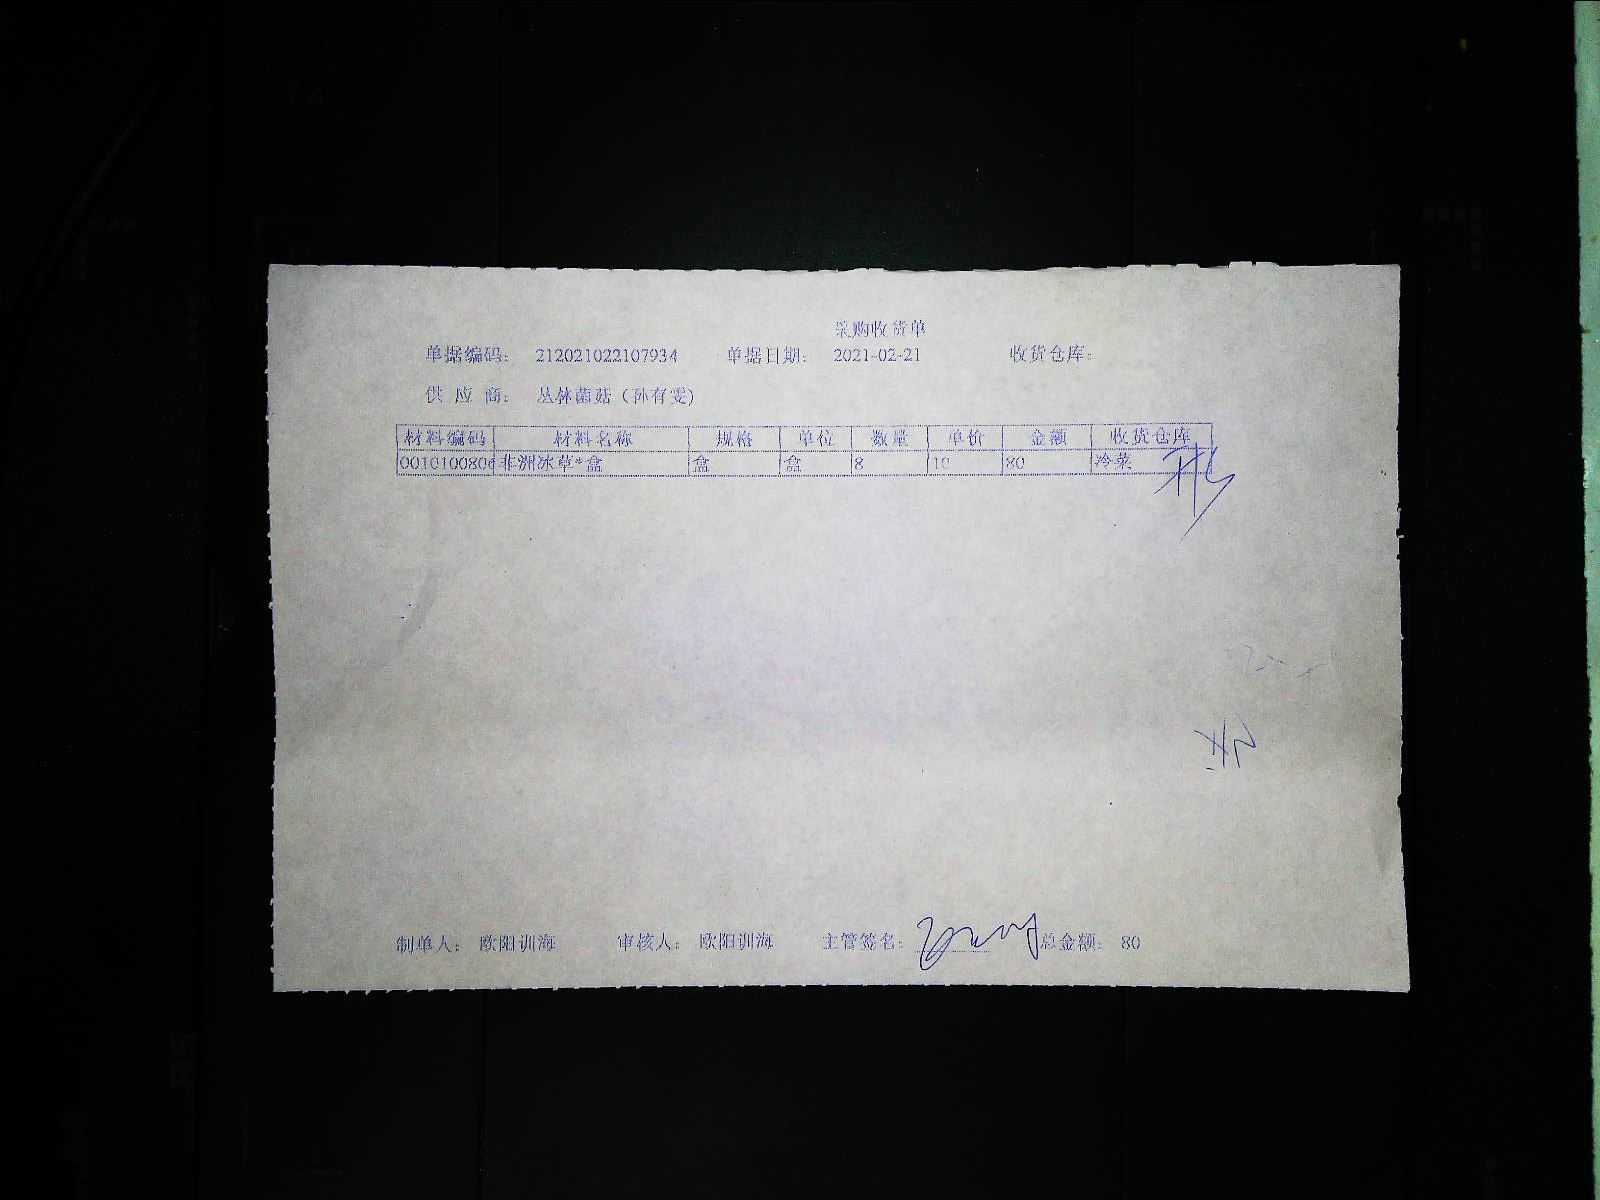 采购收货单
单据编码： 212021022107934 单据日期： 2021-02-21 收货仓库：
供 应 商： 丛林菌菇（孙有雯）
材料编码 材料名称 规格 单位 数量 单价 金额 收货仓库
0010100806 非洲冰草*盒 盒 盒 8 10 80 冷菜
制单人： 欧阳训海 审核人： 欧阳训海 主管签名： 总金额： 80